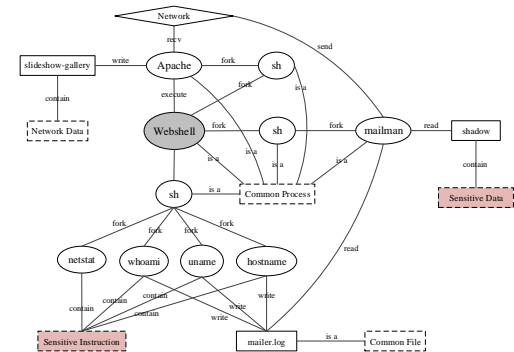 Network
recv
send
slideshow-gallery
write
Apache
fork
sh
contain
execute
fork
is a
Network Data
Webshell
fork
sh
fork
mailman
read
shadow
is a
is a
is a
is a
contain
sh
is a
Common Process
Sensitive Data
fork
fork
fork
fork
netstat
whoami
uname
hostname
read
contain
contain
contain
contain
write
write
write
Sensitive Instruction
mailer.log
is a
Common File